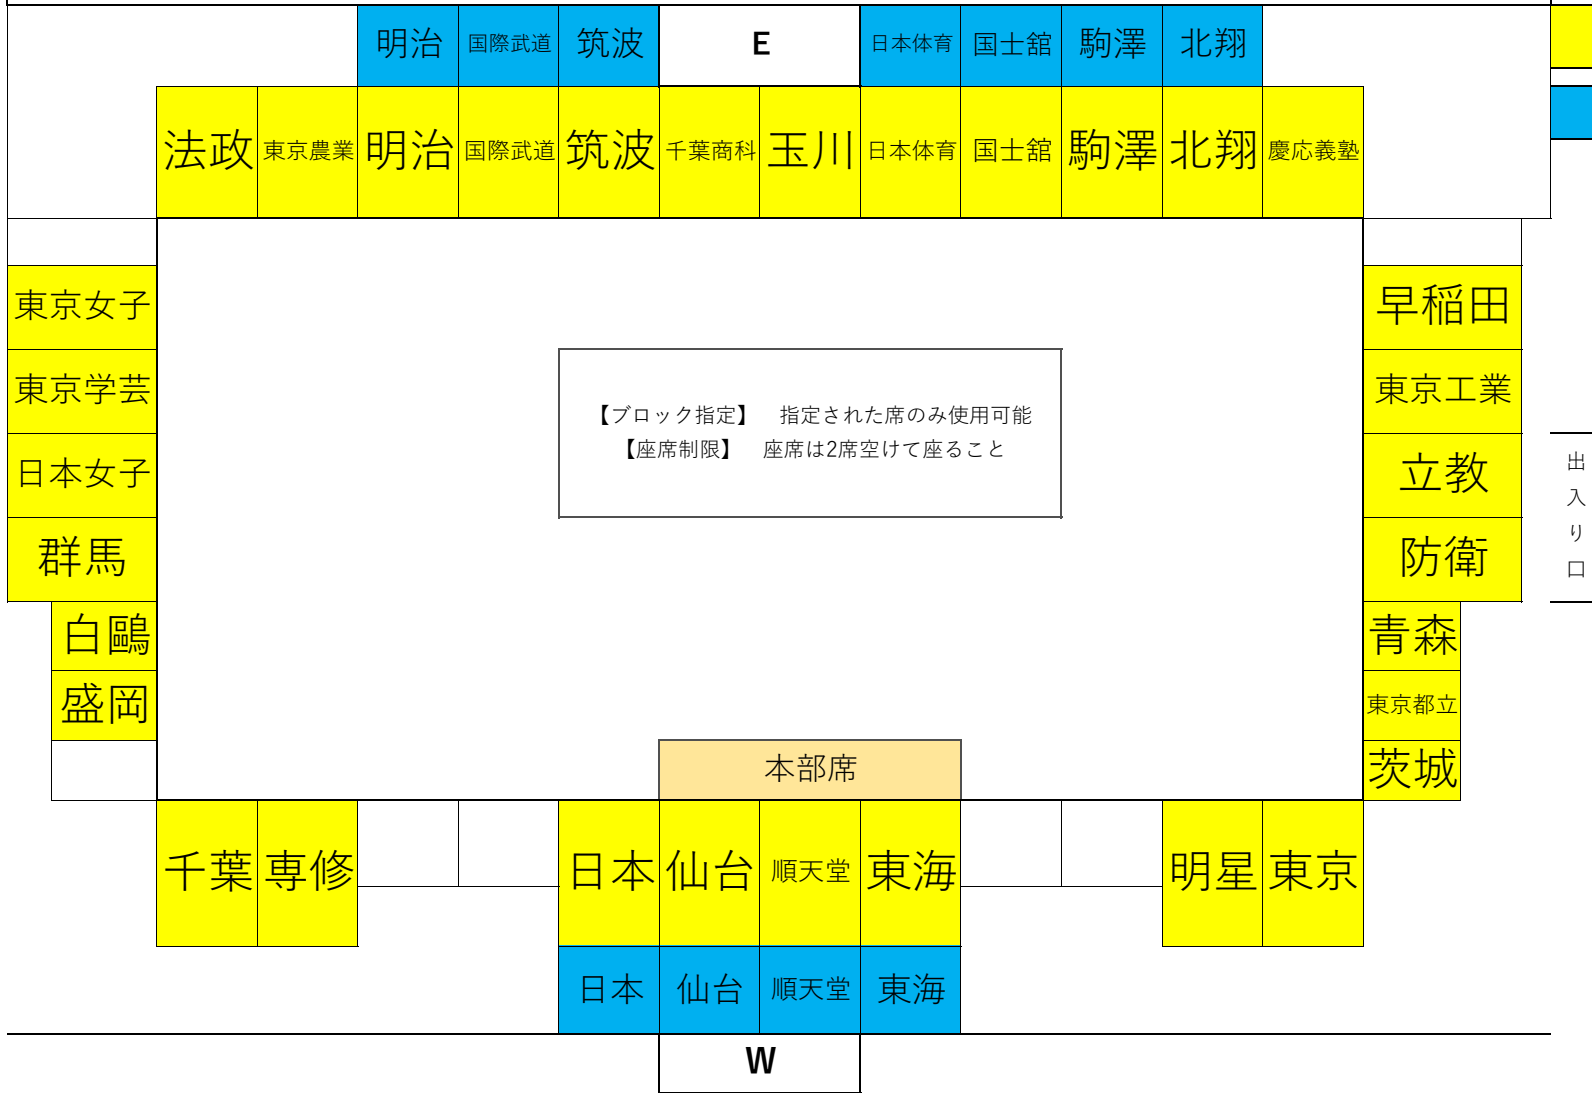 明治 国際武道 筑波 E 日本体育 国士舘 駒澤 北翔
法政 東京農業 明治 国際武道 筑波 千葉商科 玉川 日本体育 国士舘 駒澤 北翔 慶応義塾
東京女子 早稲田
東京学芸 東京工業
【ブロック指定】　指定された席のみ使用可能
【座席制限】　座席は2席空けて座ること
日本女子 立教
群馬 防衛
出入り口
白鷗 青森
盛岡 東京都立
本部席 茨城
千葉 専修 日本 仙台 順天堂 東海 明星 東京
日本 仙台 順天堂 東海
W